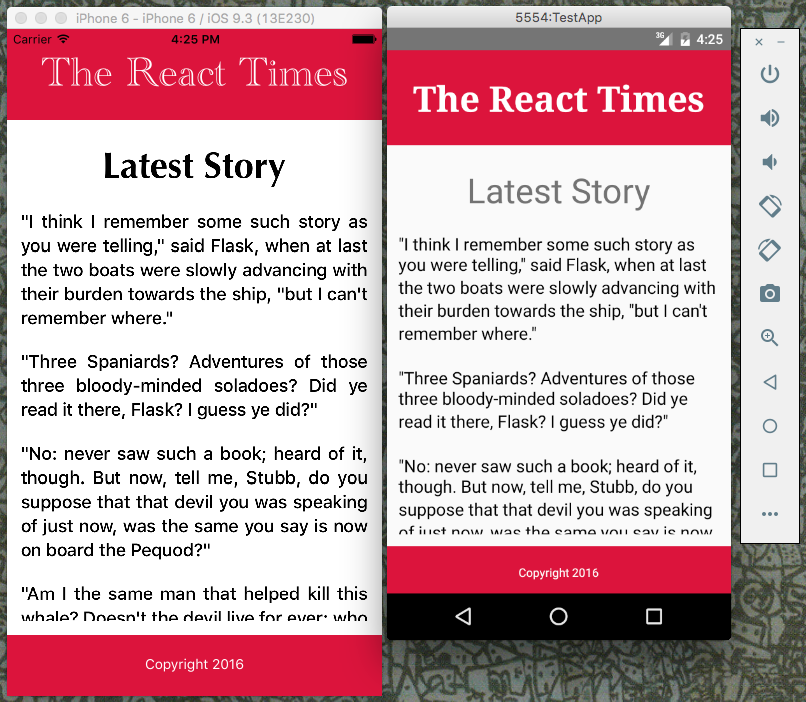 iPhone 6 - iPhone 6 / iOS 9.3 (13E230)
Carrier
4:25 PM
The React Times
Latest Story
"I think I remember some such story as
you were telling," said Flask, when at last
the two boats were slowly advancing with
their burden towards the ship, "but I can't
remember where."
"Three Spaniards? Adventures of those
three bloody-minded soladoes? Did ye
read it there, Flask? I guess ye did?"
"No: never saw such a book; heard of it,
though. But now, tell me, Stubb, do you
suppose that that devil you was speaking
of just now, was the same you say is now
on board the Pequod?"
"Am I the same man that helped kill this
whale? Doesn't the devil live for ever; who
Copyright 2016
5554:TestApp
3G
4:25
The React Times
Latest Story
"I think I remember some such story as
you were telling," said Flask, when at last
the two boats were slowly advancing with
their burden towards the ship, "but I can't
remember where."
"Three Spaniards? Adventures of those
three bloody-minded soladoes? Did ye
read it there, Flask? I guess ye did?"
"No: never saw such a book; heard of it,
though. But now, tell me, Stubb, do you
suppose that that devil you was speaking
of just now, was the same you say is now
Copyright 2016